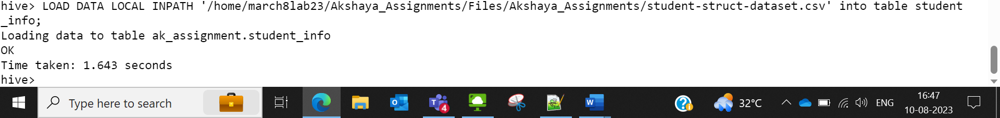 hive> LOAD DATA LOCAL INPATH '/home/march8lab23/Akshaya_Assignments/Files/Akshaya_Assignments/student-struct-dataset.csv' into table student
_info;
Loading data to table ak_assignment.student_info
OK
Time taken: 1.643 seconds
hive>
Type here to search
4
32°C
ENG
16:47
10-08-2023